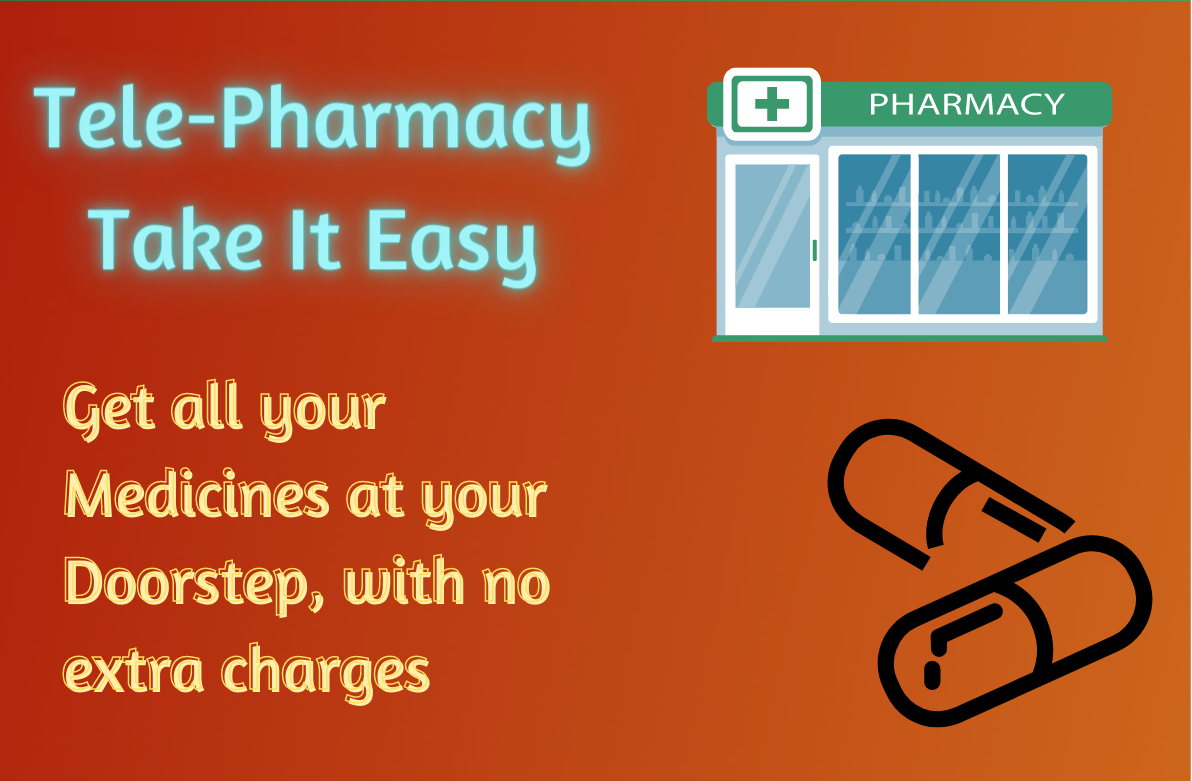 Tele-Pharmacy
Take It Easy
PHARMACY
Get all your
Medicines at your
Doorstep, with no
extra charges